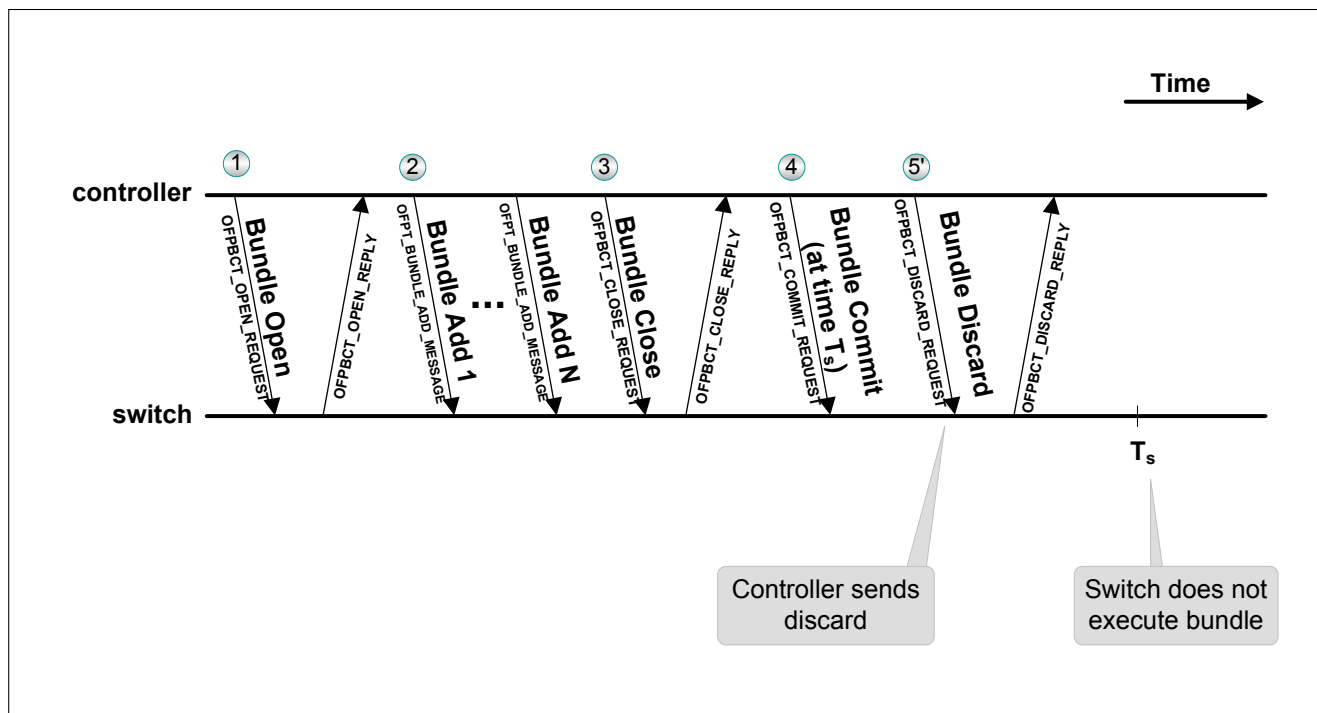 Time
1
2
3
4
5'
controller
Bundle Open
OFPBCT_OPEN_REQUEST
OFPBCT_OPEN_REPLY
Bundle Add 1
OFPT_BUNDLE_ADD_MESSAGE
...
Bundle Add N
OFPT_BUNDLE_ADD_MESSAGE
Bundle Close
OFPBCT_CLOSE_REQUEST
OFPBCT_CLOSE_REPLY
Bundle Commit
(at time Ts)
OFPBCT_COMMIT_REQUEST
Bundle Discard
OFPBCT_DISCARD_REQUEST
OFPBCT_DISCARD_REPLY
switch
Ts
Controller sends
discard
Switch does not
execute bundle